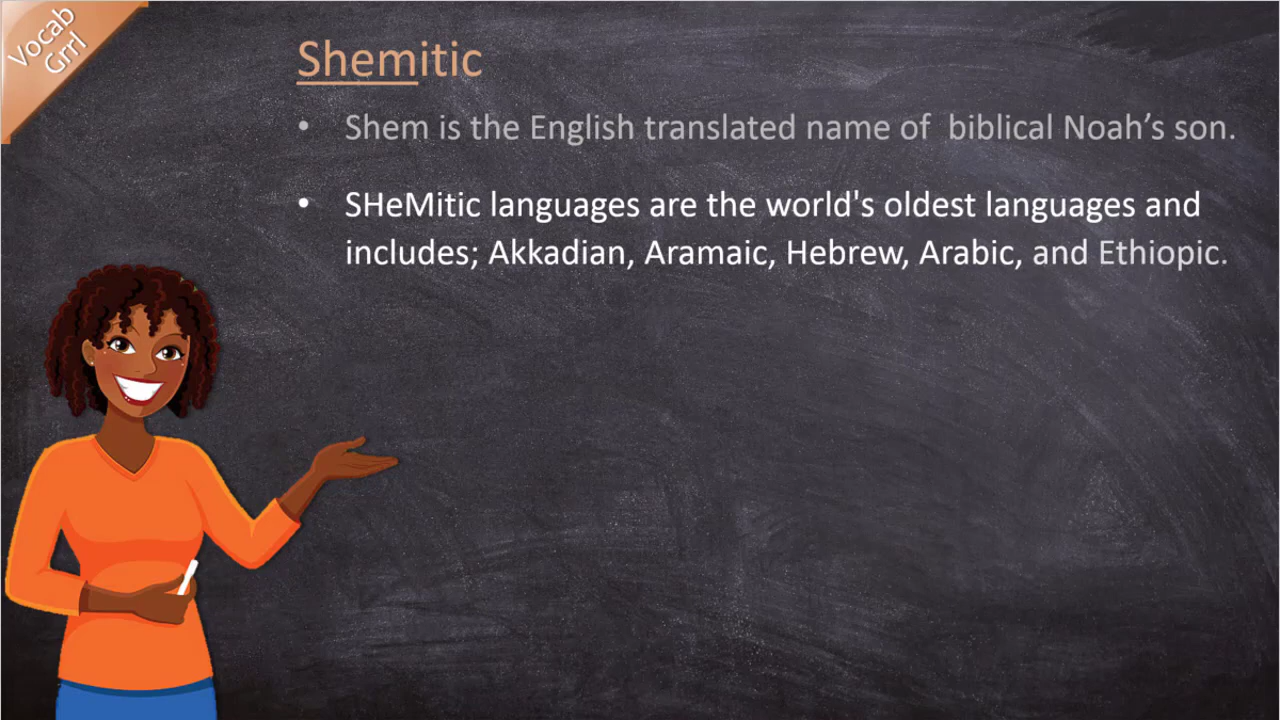 Vocab
Grrl
Shemitic
• Shem is the English translated name of  biblical Noah’s son.
• SHeMitic languages are the world's oldest languages and
includes; Akkadian, Aramaic, Hebrew, Arabic, and Ethiopic.